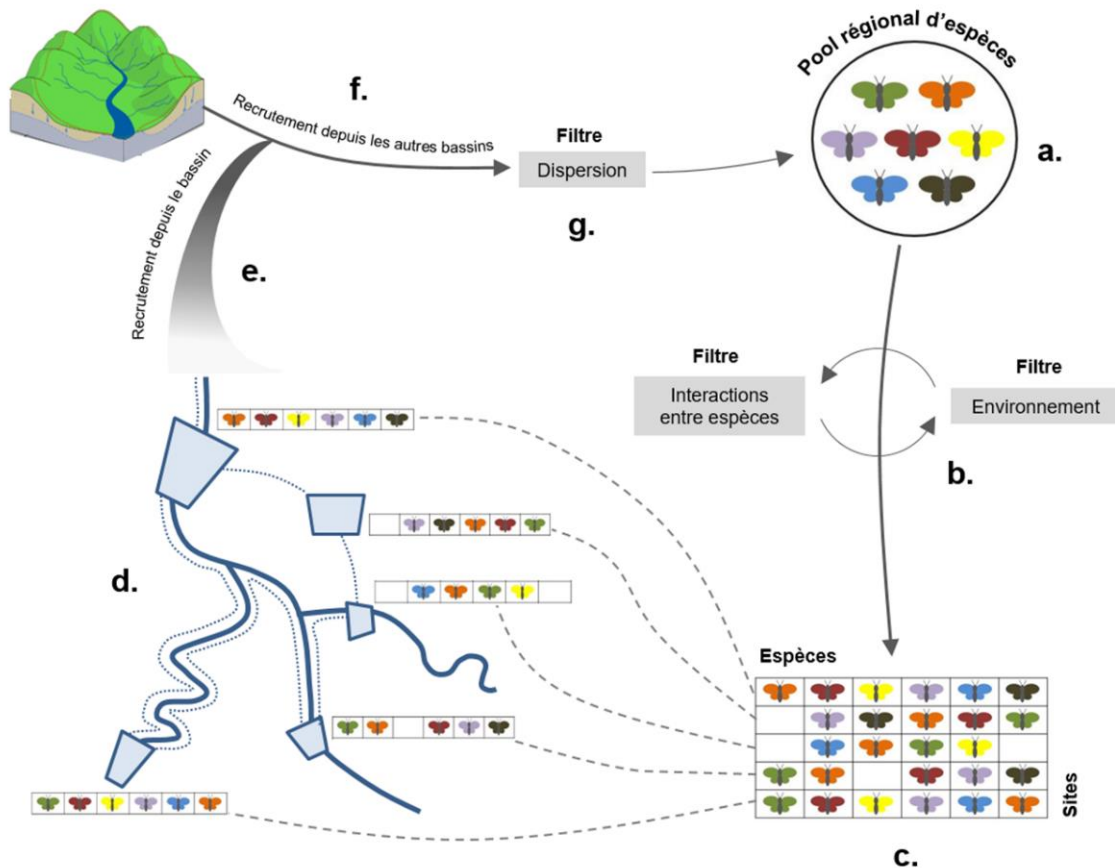 Pool régional d'espèces
f.
Recrutement depuis les autres bassins
Filtre
Dispersion
a.
g.
Recrutement depuis le bassin
e.
Filtre
Interactions
entre espèces
Filtre
Environnement
b.
d.
Espèces
Sites
c.